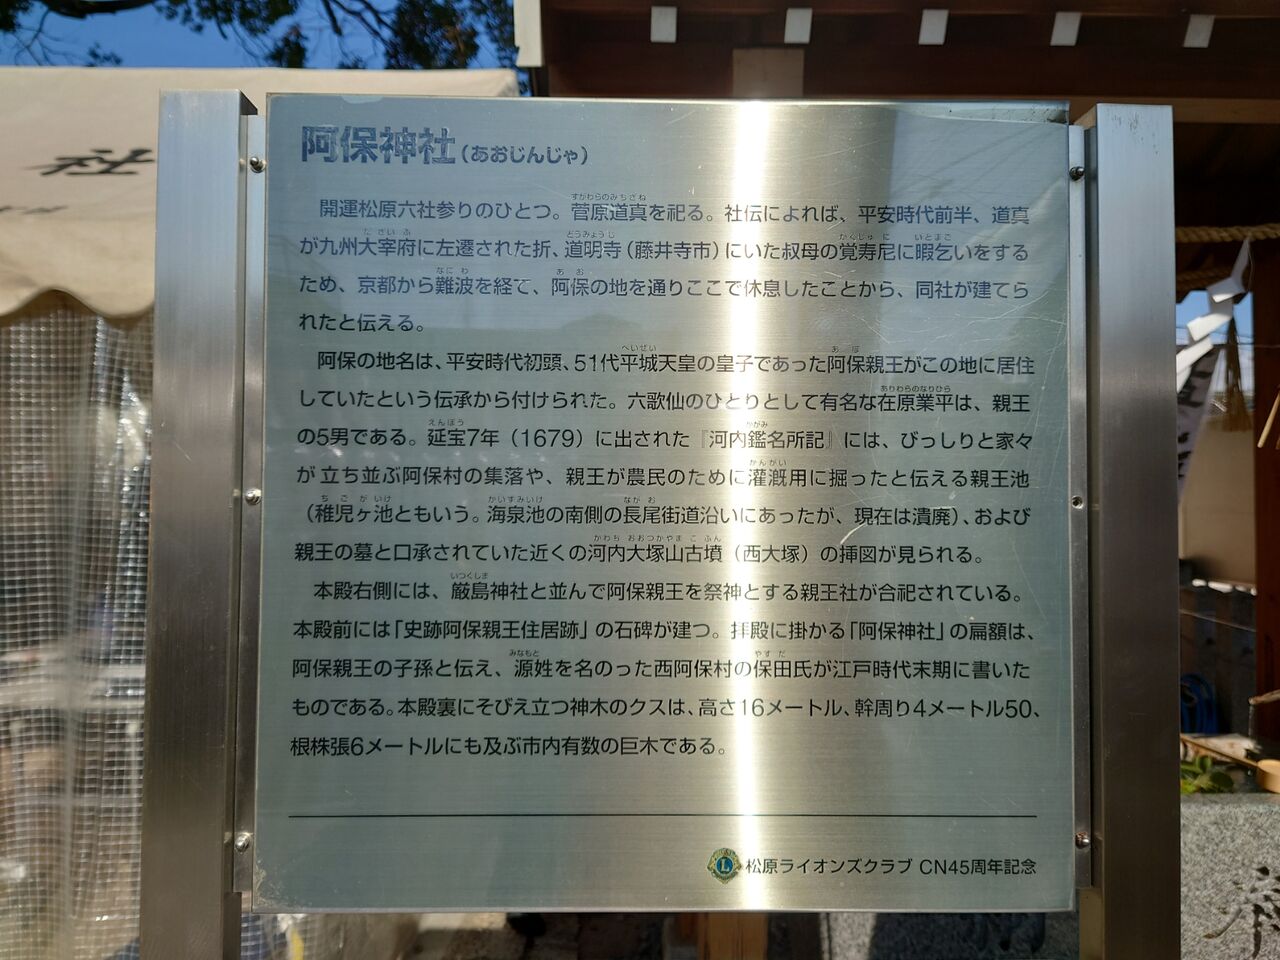 阿保神社(あおじんじゃ)
開運松原六社参りのひとつ。菅原道真を祀る。社伝によれば、平安時代前半、道真
が九州大宰府に左遷された折、道明寺(藤井寺市)にいた叔母の覚寿尼に暇乞いをする
ため、京都から難波を経て、阿保の地を通りここで休息したことから、同社が建てら
れたと伝える。
阿保の地名は、平安時代初頭、51代平城天皇の皇子であった阿保親王がこの地に居住
していたという伝承から付けられた。六歌仙のひとりとして有名な在原業平は、親王
の5男である。延宝7年(1679)に出された『河内鑑名所記』には、びっしりと家々
が立ち並ぶ阿保村の集落や、親王が農民のために灌漑用に掘ったと伝える親王池
(稚児ヶ池ともいう。海泉池の南側の長尾街道沿いにあったが、現在は潰廃)、および
親王の墓と口承されていた近くの河内大塚山古墳(西大塚)の挿図が見られる。
本殿右側には、厳島神社と並んで阿保親王を祭神とする親王社が合祀されている。
本殿前には「史跡阿保親王住居跡」の石碑が建つ。拝殿に掛かる「阿保神社」の扁額は、
阿保親王の子孫と伝え、源姓を名のった西阿保村の保田氏が江戸時代末期に書いた
ものである。本殿裏にそびえ立つ神木のクスは、高さ16メートル、幹周り4メートル50、
根株張6メートルにも及ぶ市内有数の巨木である。
松原ライオンズクラブ CN45周年記念
社